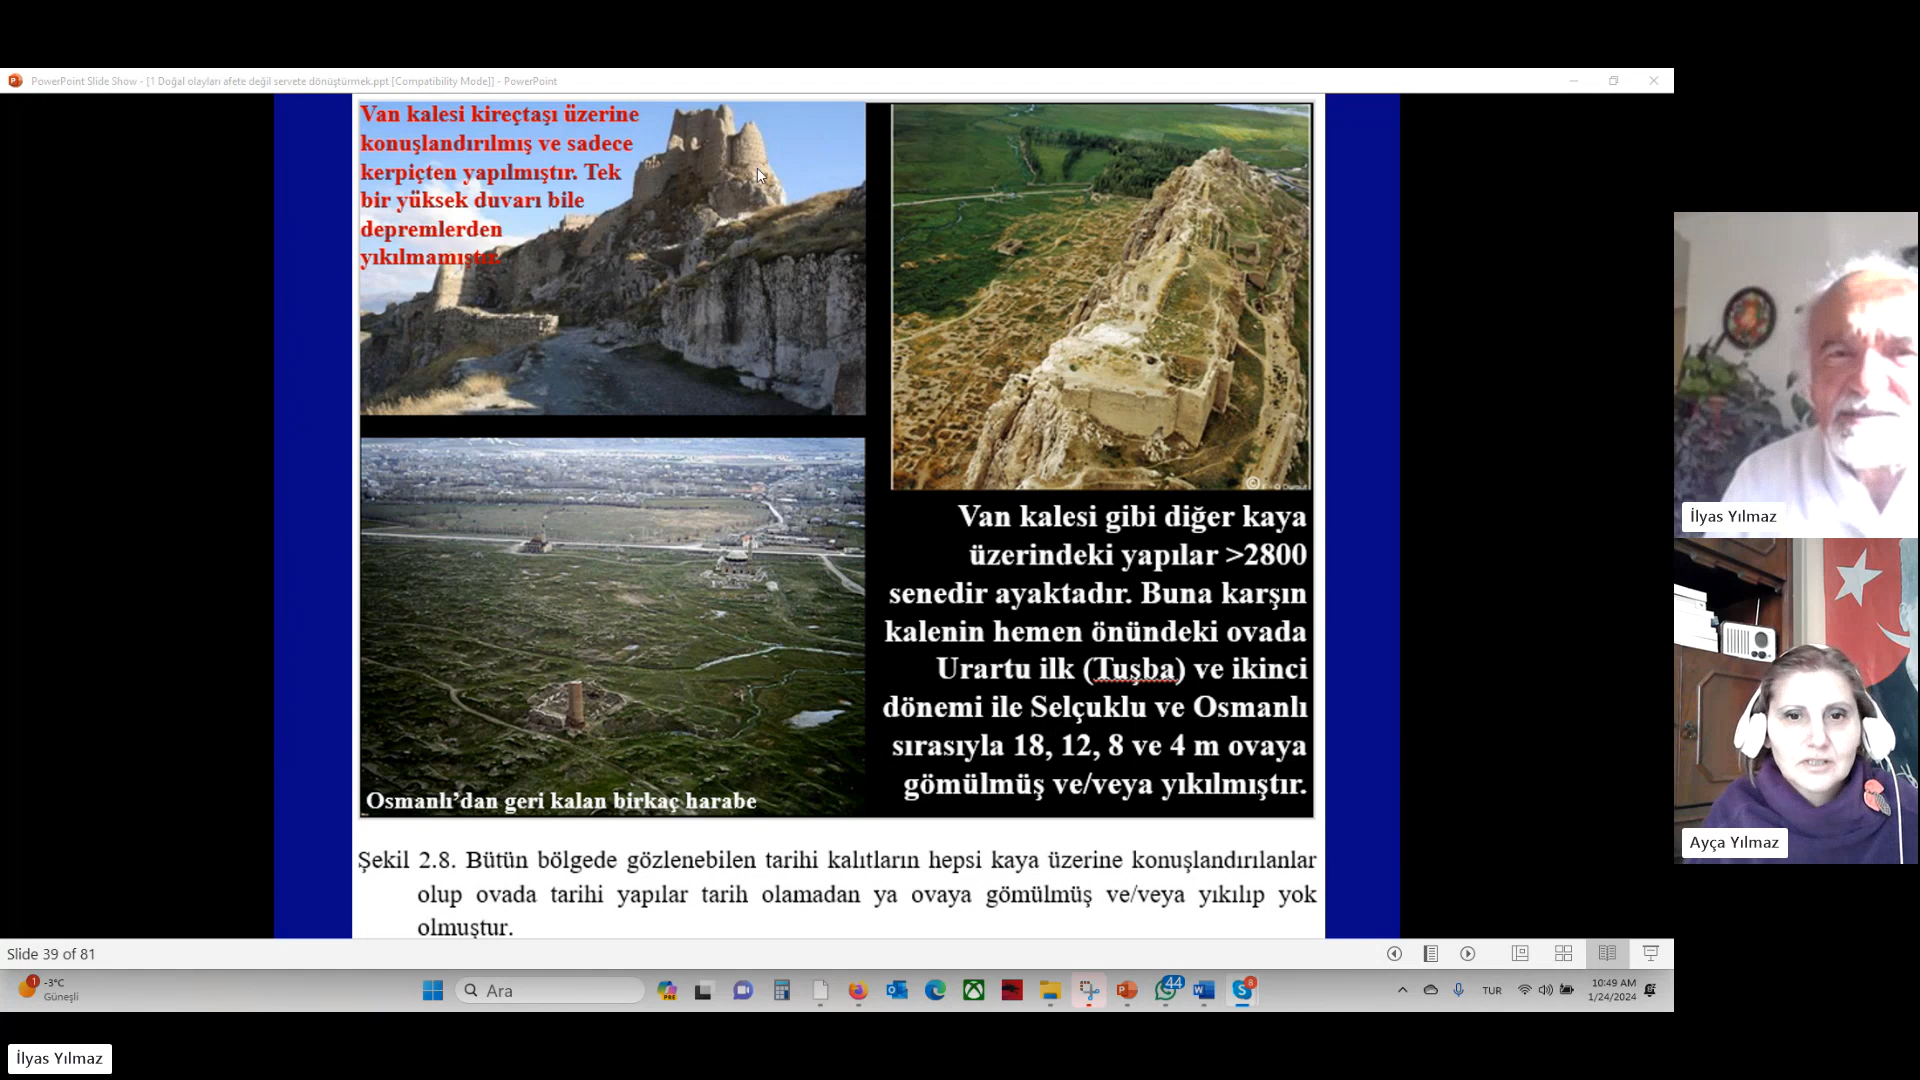 PowerPoint Slide Show - [1 Doğal olayları afete değil servete dönüştürmek.ppt [Compatibility Mode]] - PowerPoint
Van kalesi kireçtaşı üzerine
konuşlandırılmış ve sadece
kerpiçten yapılmıştır. Tek
bir yüksek duvarı bile
depremlerden
yıkılmamıştır.
Van kalesi gibi diğer kaya
üzerindeki yapılar >2800
senedir ayaktadır. Buna karşın
kalenin hemen önündeki ovada
Urartu ilk (Tuşba) ve ikinci
dönemi ile Selçuklu ve Osmanlı
sırasıyla 18, 12, 8 ve 4 m ovaya
gömülmüş ve/veya yıkılmıştır.
Osmanlı’dan geri kalan birkaç harabe
Şekil 2.8. Bütün bölgede gözlenebilen tarihi kalıtların hepsi kaya üzerine konuşlandırılanlar
olup ovada tarihi yapılar tarih olamadan ya ovaya gömülmüş ve/veya yıkılıp yok
olmuştur.
İlyas Yılmaz
Ayça Yılmaz
Slide 39 of 81
1
-3°C
Güneşli
Ara
PRE
44
8
TUR
10:49 AM
1/24/2024
İlyas Yılmaz